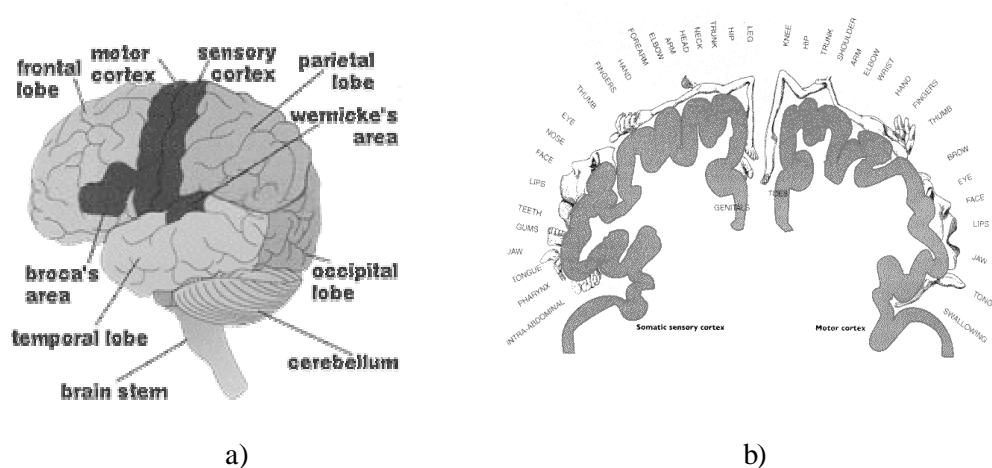 motor
cortex
sensory
cortex
frontal
lobe
parietal
lobe
wernicke's
area
broca's
area
occipital
lobe
temporal lobe
cerebellum
brain stem
a)
INTRA-ABDOMINAL
PHARYNX
TONGUE
JAW
GUMS
TEETH
LIPS
FACE
NOSE
EYE
THUMB
FINGERS
HAND
FOREARM
ELBOW
ARM
HEAD
NECK
TRUNK
HIP
LEG
GENITALS
Somatic sensory cortex
KNEE
HIP
TRUNK
SHOULDER
ARM
ELBOW
WRIST
HAND
FINGERS
THUMB
BROW
EYE
FACE
LIPS
JAW
TONG
SWALLOWING
TOES
Motor cortex
b)